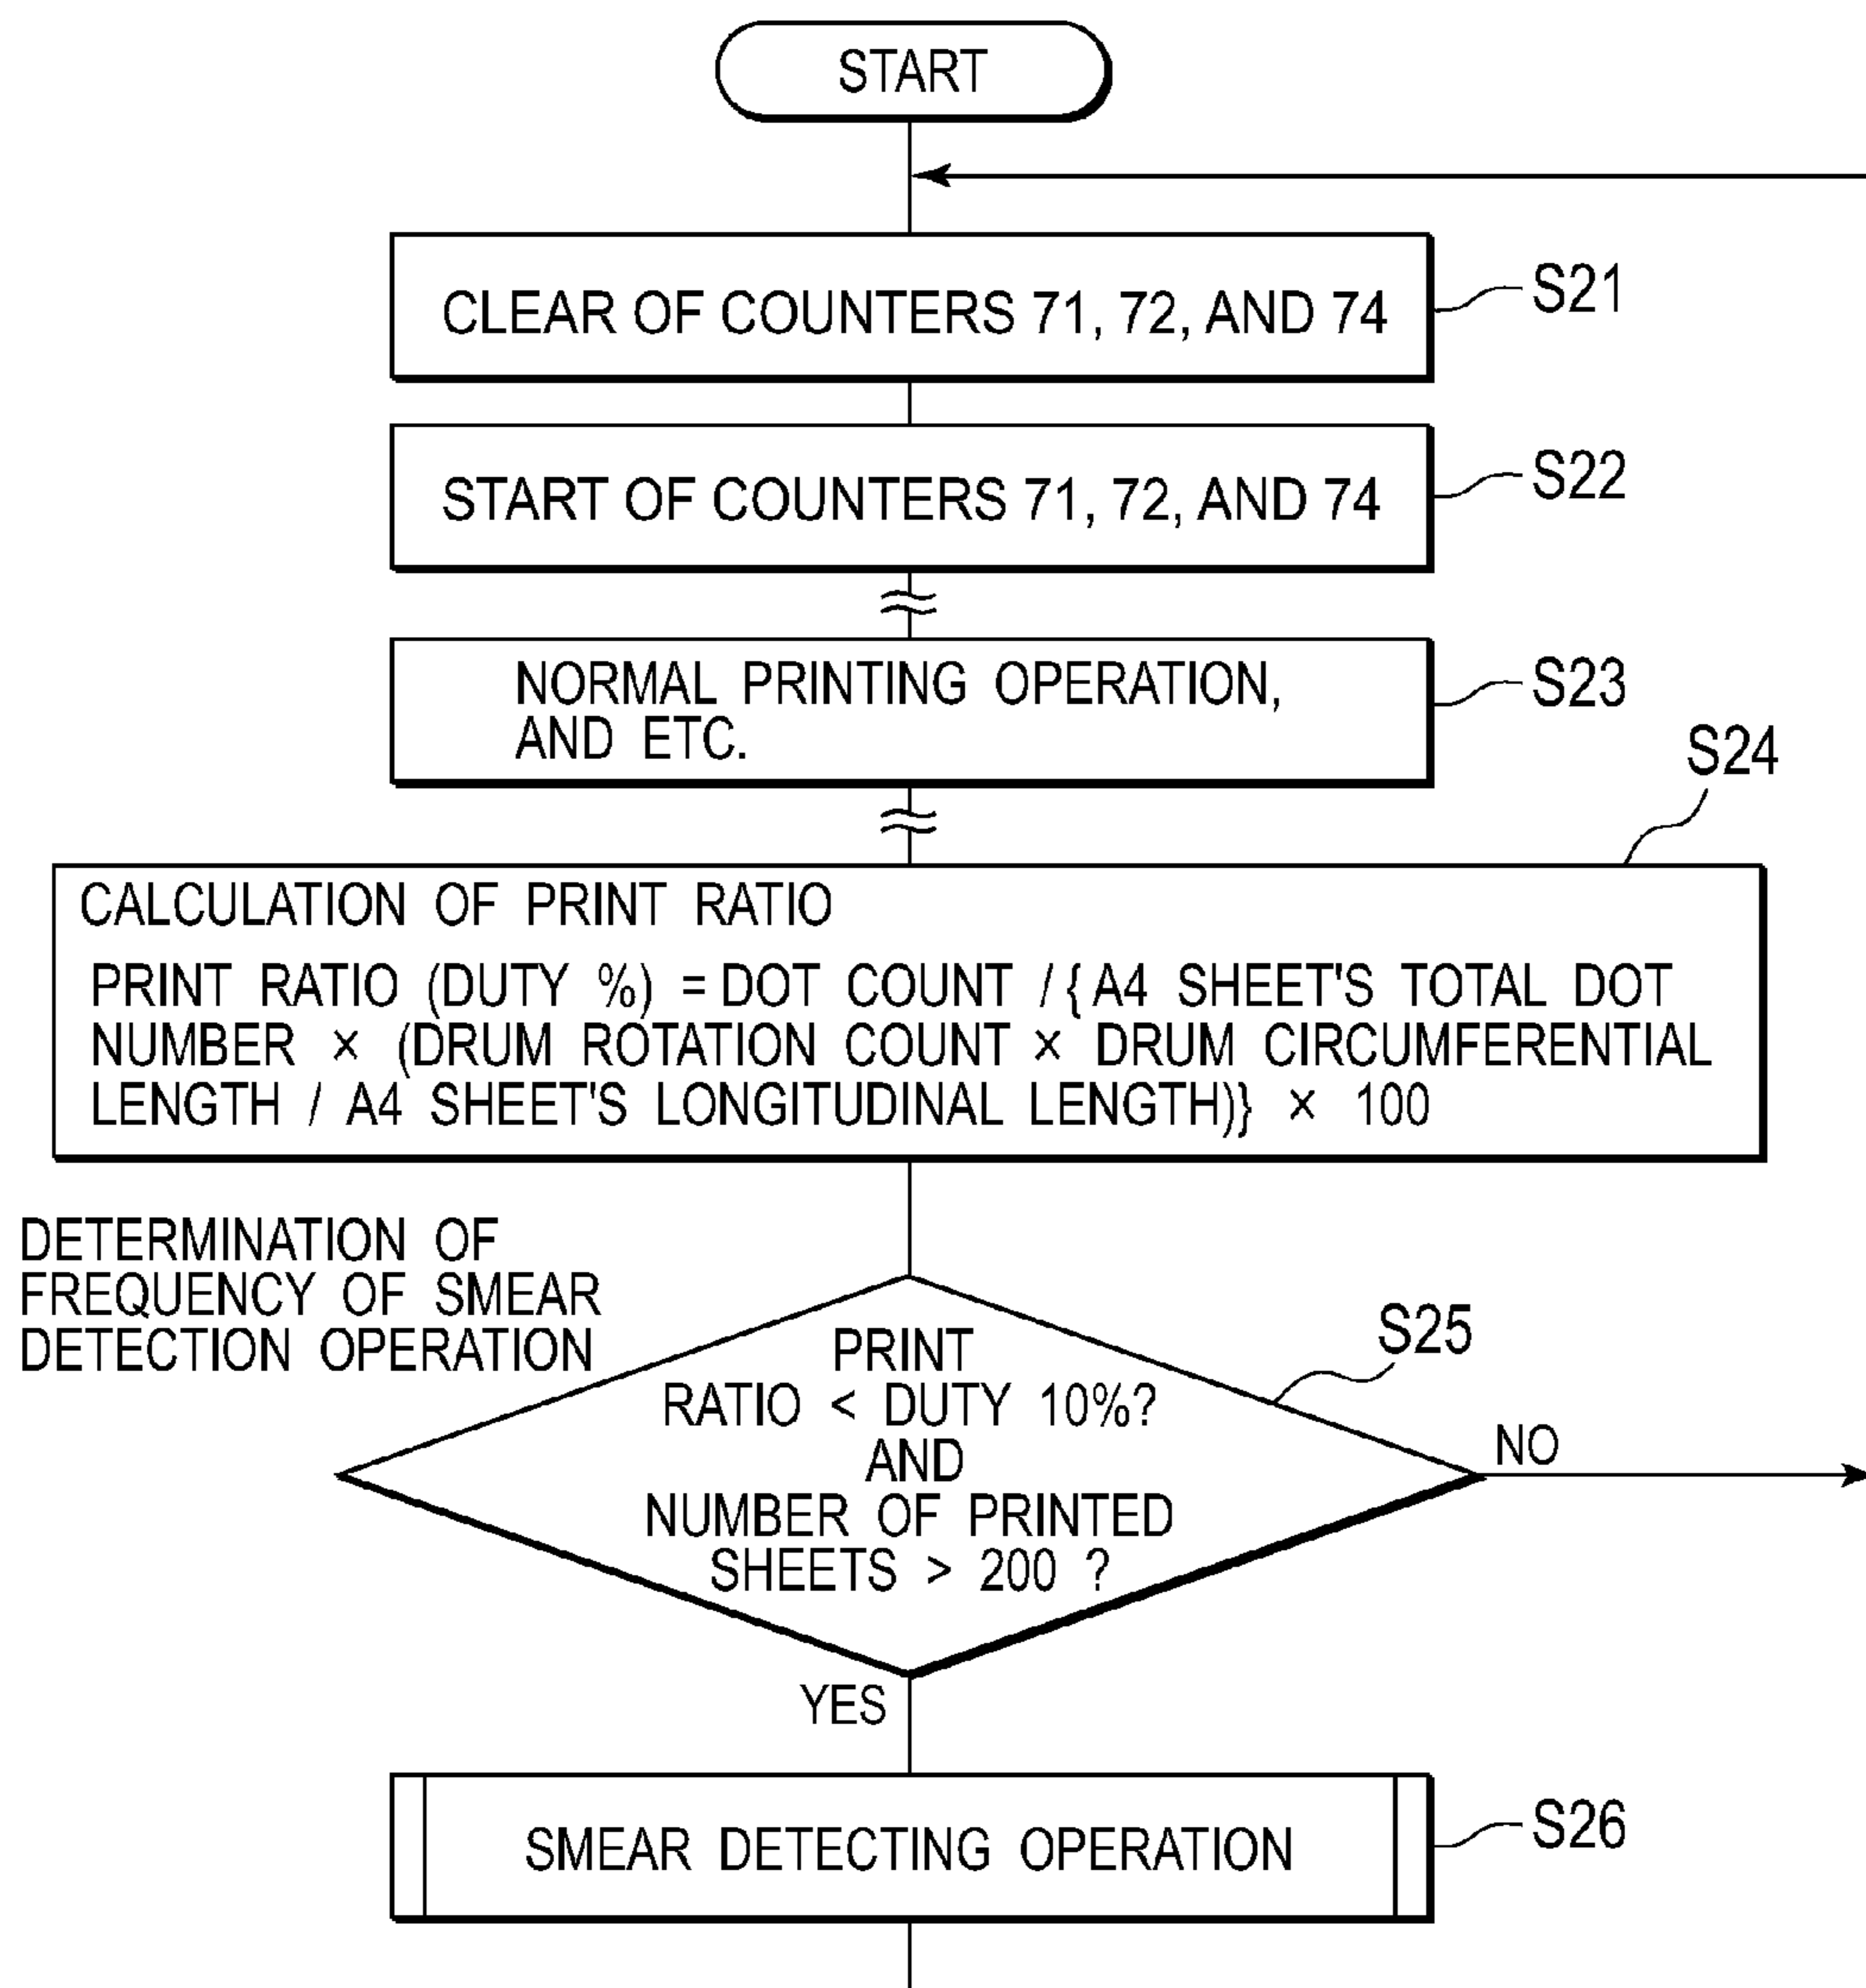 START
CLEAR OF COUNTERS 71, 72, AND 74
S21
START OF COUNTERS 71, 72, AND 74
S22
NORMAL PRINTING OPERATION,
AND ETC.
S23
S24
CALCULATION OF PRINT RATIO
PRINT RATIO (DUTY %) = DOT COUNT / { A4 SHEET'S TOTAL DOT
NUMBER × (DRUM ROTATION COUNT × DRUM CIRCUMFERENTIAL
LENGTH / A4 SHEET'S LONGITUDINAL LENGTH)} × 100
DETERMINATION OF
FREQUENCY OF SMEAR
DETECTION OPERATION
S25
PRINT
RATIO < DUTY 10%?
AND
NUMBER OF PRINTED
SHEETS > 200 ?
NO
YES
SMEAR DETECTING OPERATION
S26